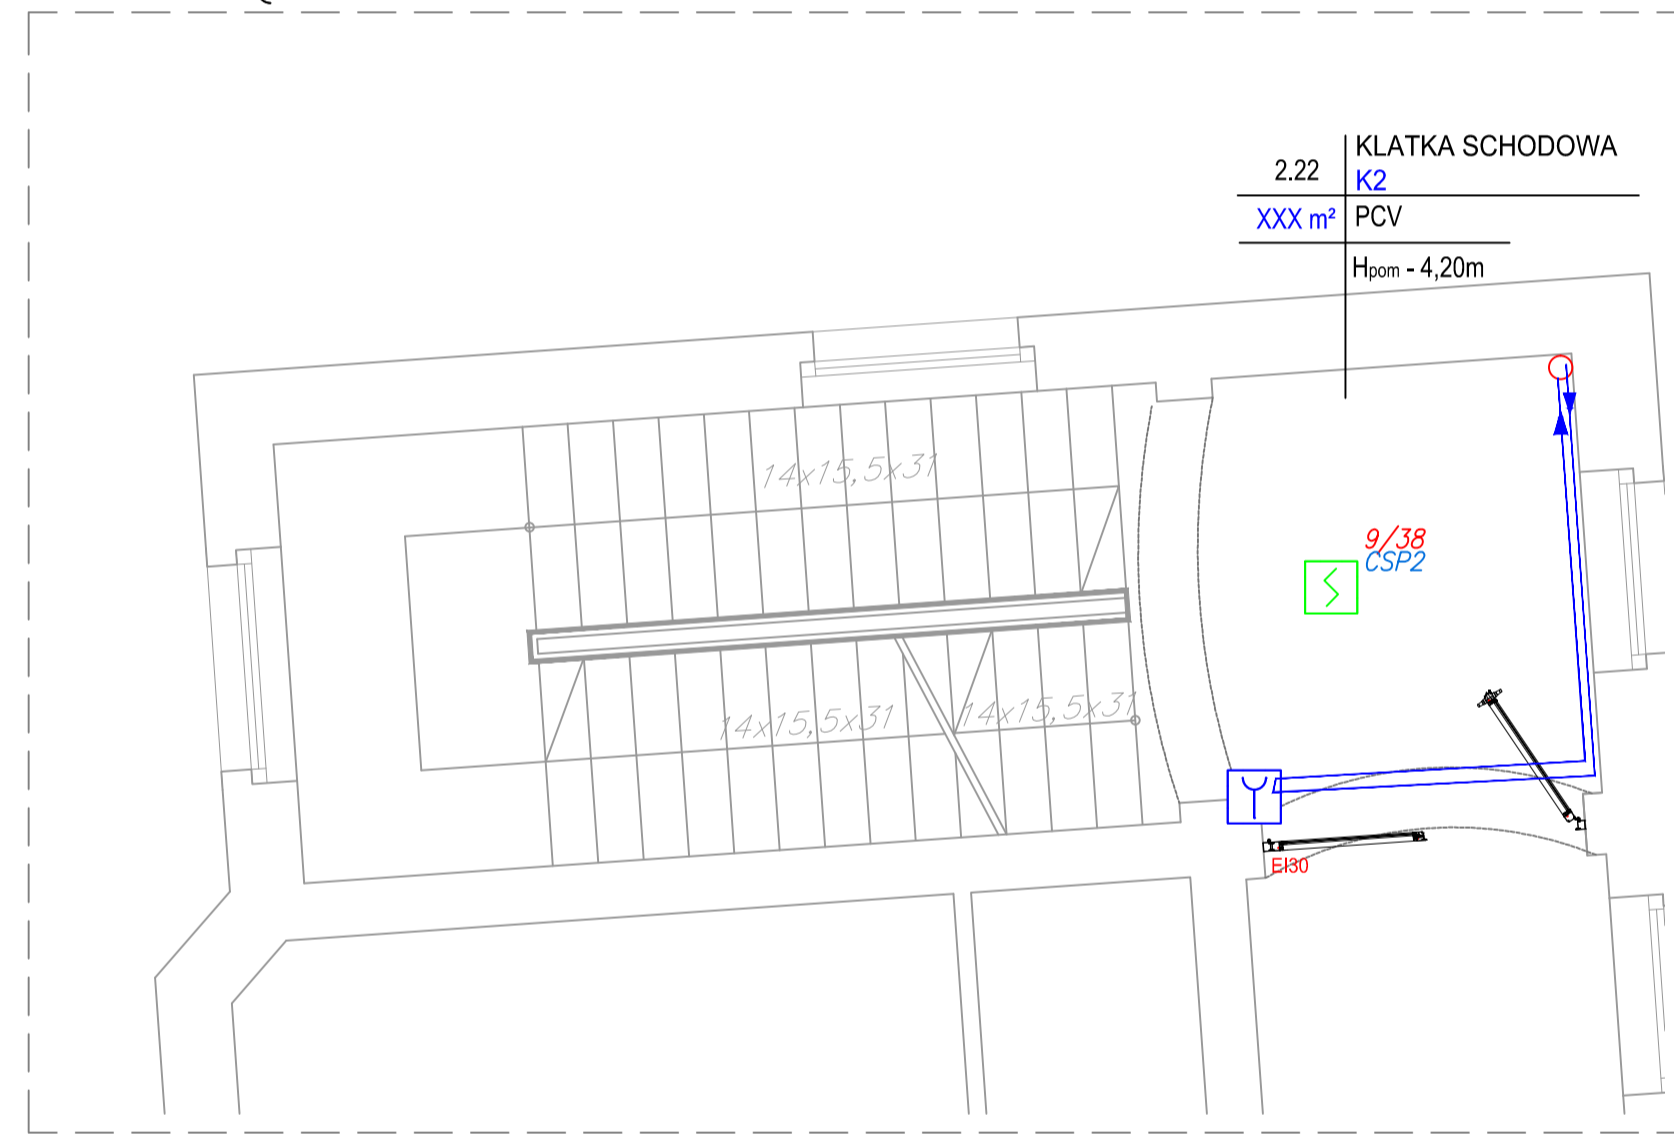 KLATKA SCHODOWA
2.22
K2
XXX m²
PCV
Hpom - 4,20m
14x15,5x31
9/38
CSP2
14x15,5x31
14x15,5x31
EI30